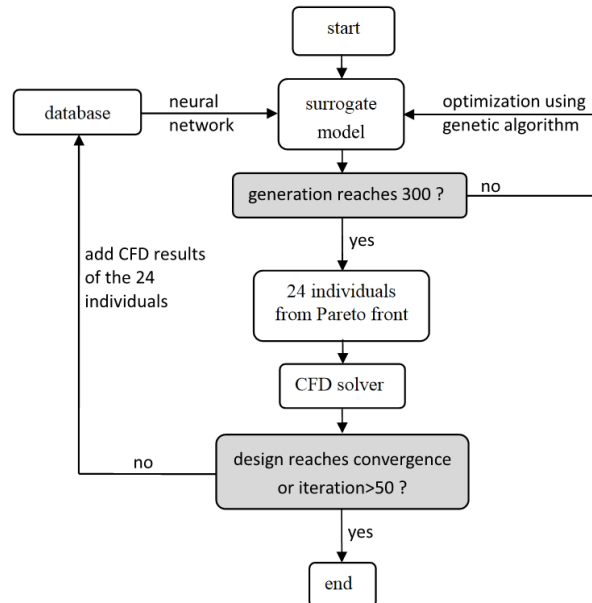 start
database
neural
network
surrogate
model
optimization using
genetic algorithm
generation reaches 300 ?
no
yes
add CFD results
of the 24
individuals
24 individuals
from Pareto front
CFD solver
no
design reaches convergence
or iteration>50 ?
yes
end